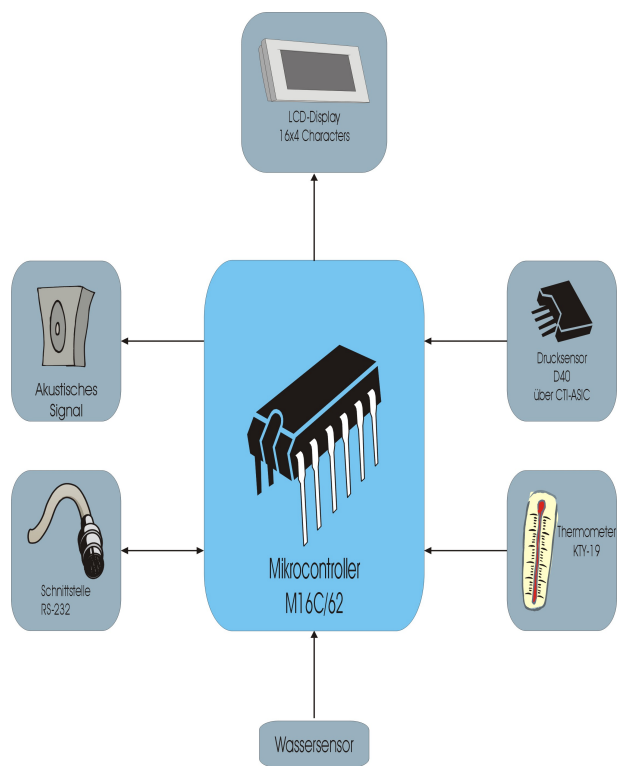 LCD-Display
16x4 Characters
Akustisches
Signal
Drucksensor
D40
über CTI-ASIC
Schnittstelle
RS-232
Mikrocontroller
M16C/62
Thermometer
KTY-19
Wassersensor